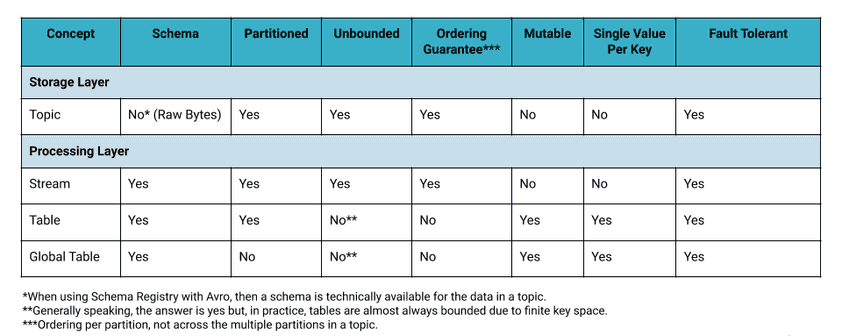 Concept Schema Partitioned Unbounded Ordering Guarantee*** Mutable Single Value Per Key Fault Tolerant
Storage Layer
Topic No* (Raw Bytes) Yes Yes Yes No No Yes
Processing Layer
Stream Yes Yes Yes Yes No No Yes
Table Yes Yes No** No Yes Yes Yes
Global Table Yes No No** No Yes Yes Yes
*When using Schema Registry with Avro, then a schema is technically available for the data in a topic.
**Generally speaking, the answer is yes but, in practice, tables are almost always bounded due to finite key space.
***Ordering per partition, not across the multiple partitions in a topic.